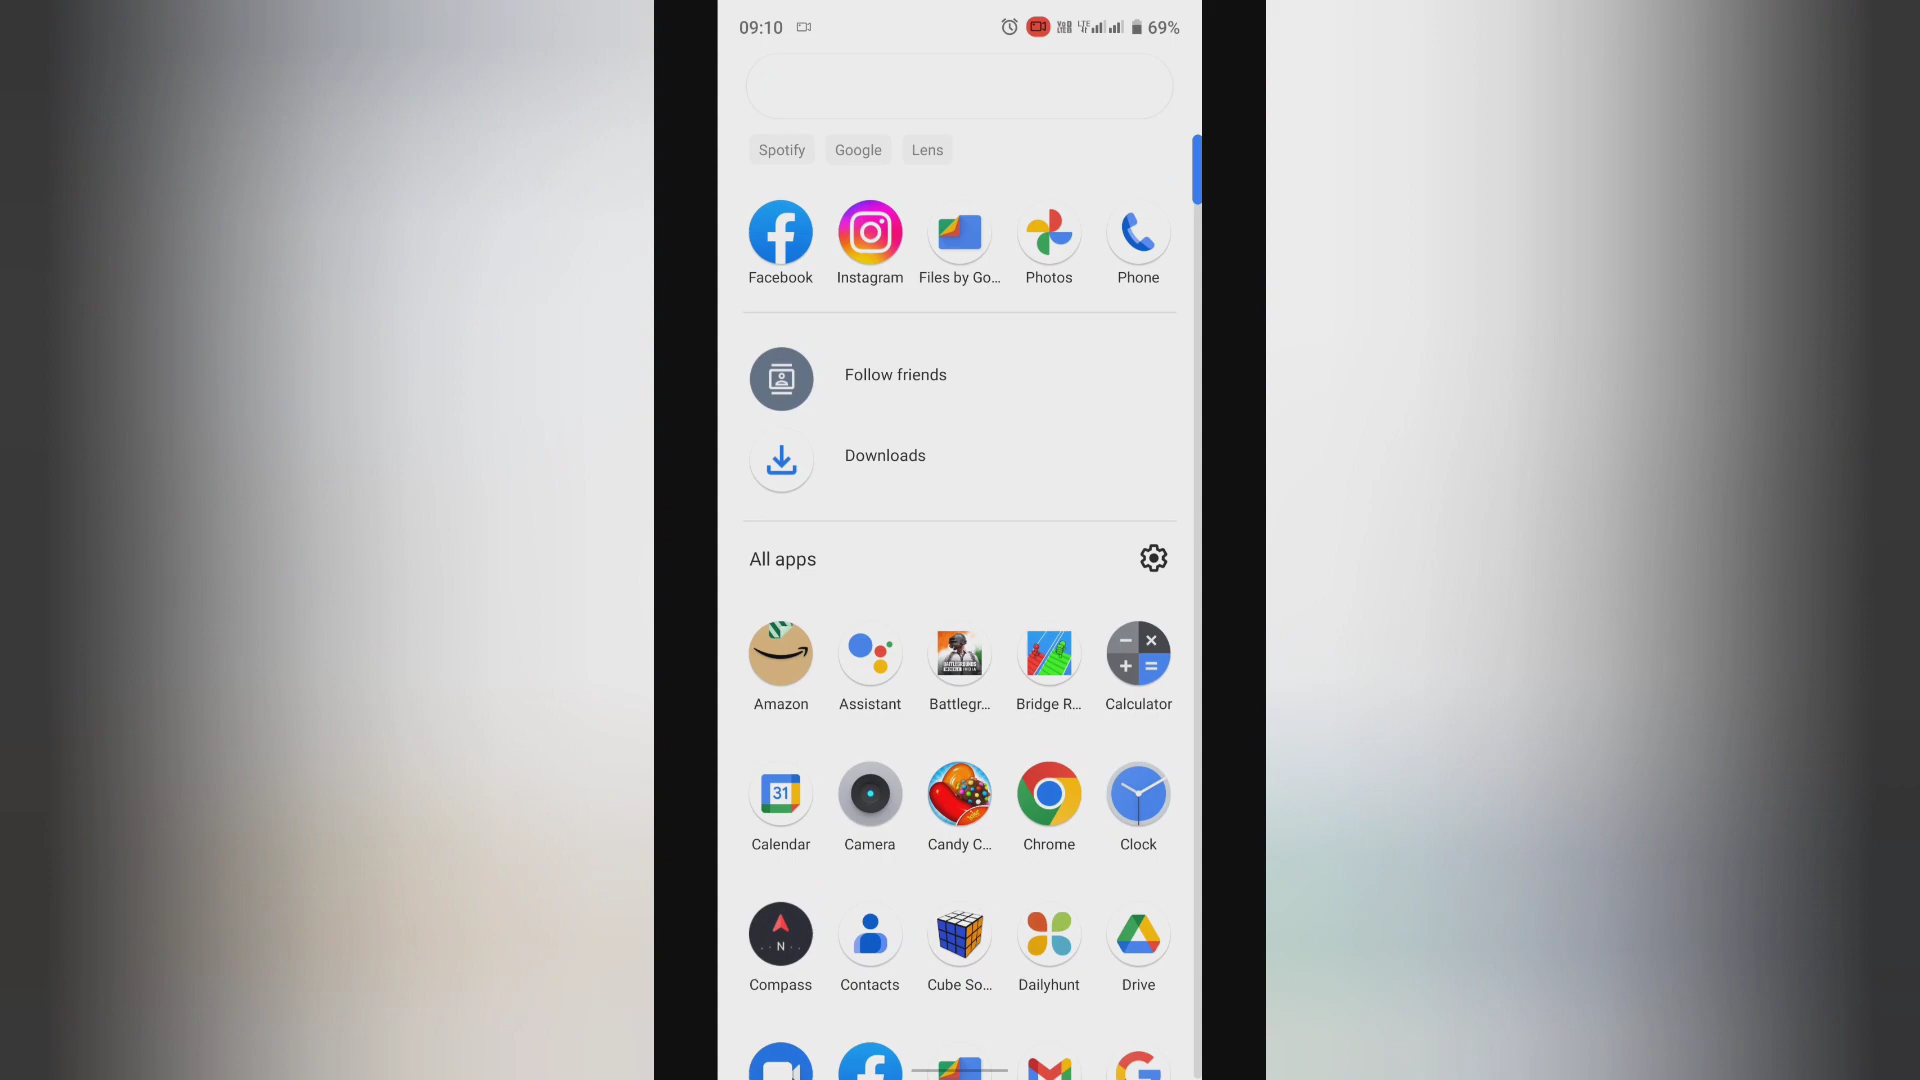 09:10 69%
Spotify Google Lens
Facebook Instagram Files by Go... Photos Phone
Follow friends
Downloads
All apps
Amazon Assistant Battlegr... Bridge R... Calculator
31
Calendar Camera Candy C... Chrome Clock
N
Compass Contacts Cube So... Dailyhunt Drive